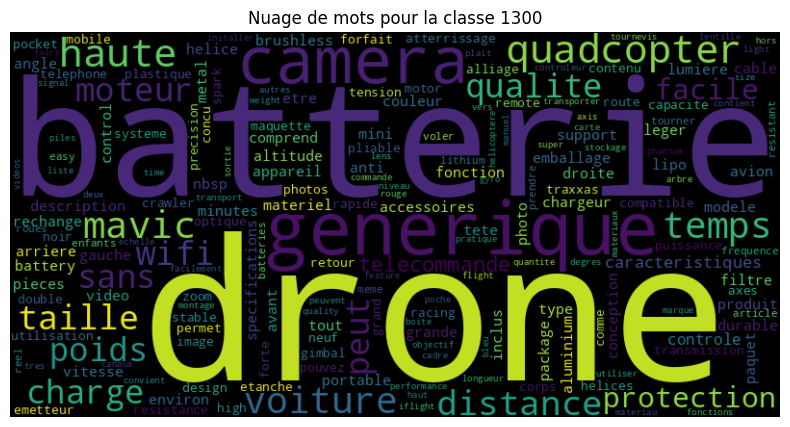 Nuage de mots pour la classe 1300
pocket mobile installer brushless forfait atterrissage tournevis lentille hors
haute camera quadcopter
angle helice alliage contenu light
telephone plastique metal spark autres weight tension plait controleur lumiere cable size
signal moteur etre couleur motor qualite facile
batterie
piles control systeme precision concu maquette mini remote route capacite
easy comprend pliable voler support leger resistant
liste time sortie altitude anti helicoptere emballage tourner contient
videos deux appareil lens lithium fonction droite lipo avion
nbsp photos commande niveau gyro prendre arbre
description crawler transport materiel rapide rouge traxxas chargeur compatible modele
rechange roues minutes optique accessoires pratique photo
mavic generique temps
noir enfants echelle batteries tete materiaux puissance
arriere gauche wifi retour quantite degres frequence
battery sans telecommande caracteristiques
pieces facilement specifications feature flight filtre
double video zoom avant meme poche type axes produit
drone
taille stable montage peuvent grand racing inclus package comme conception marque article
utilisation permet quality tout peut grande boite aluminium durable
reel image neuf gimbal objectif bleu controle
poids tres canaux forte pouvez cadre paquet transmission
vitesse convient etanche portable corps utiliser
charge design performance longueur helices
environ voiture haut iflight distance protection
emetteur resistance high materiau fonctions
super stockage manuel carte axis vers transporter phantom